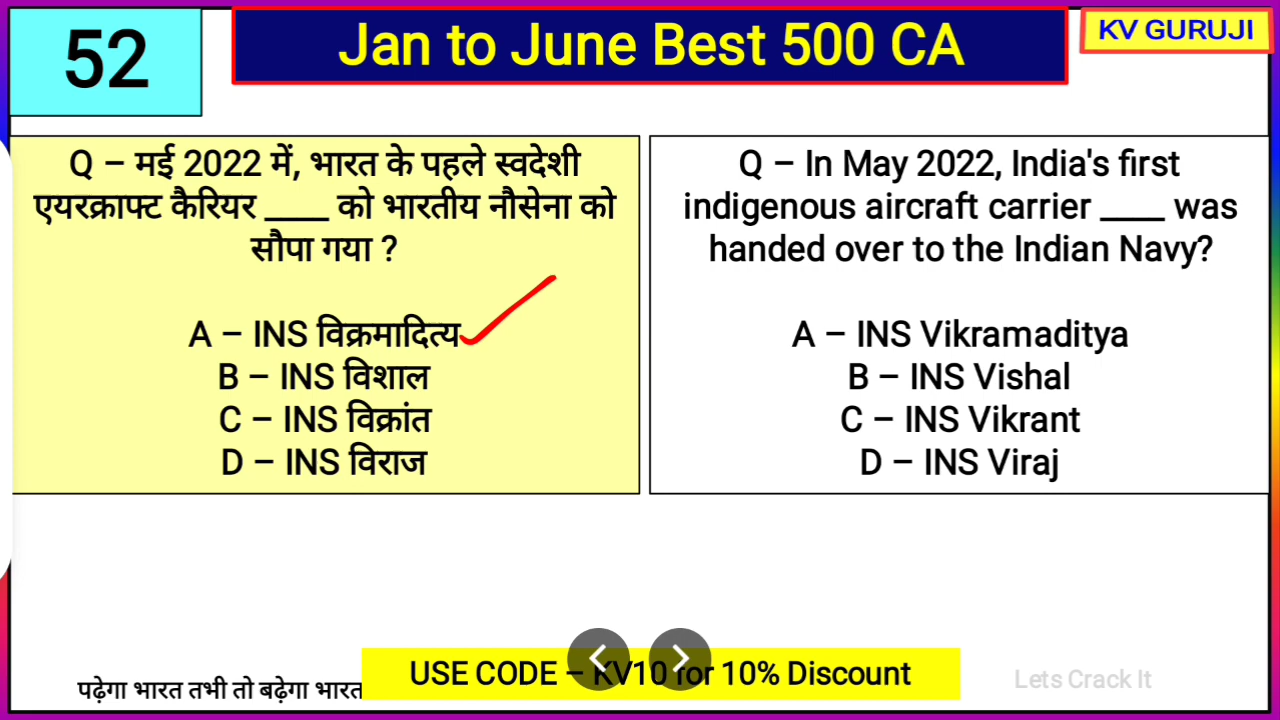 52
Jan to June Best 500 CA
KV GURUJI
Q – मई 2022 में, भारत के पहले स्वदेशी
एयरक्राफ्ट कैरियर ____ को भारतीय नौसेना को
सौपा गया ?
A – INS विक्रमादित्य
B – INS विशाल
C – INS विक्रांत
D – INS विराज
Q – In May 2022, India's first
indigenous aircraft carrier ____ was
handed over to the Indian Navy?
A – INS Vikramaditya
B – INS Vishal
C – INS Vikrant
D – INS Viraj
पढ़ेगा भारत तभी तो बढ़ेगा भारत
USE CODE – KV10 for 10% Discount
Lets Crack It